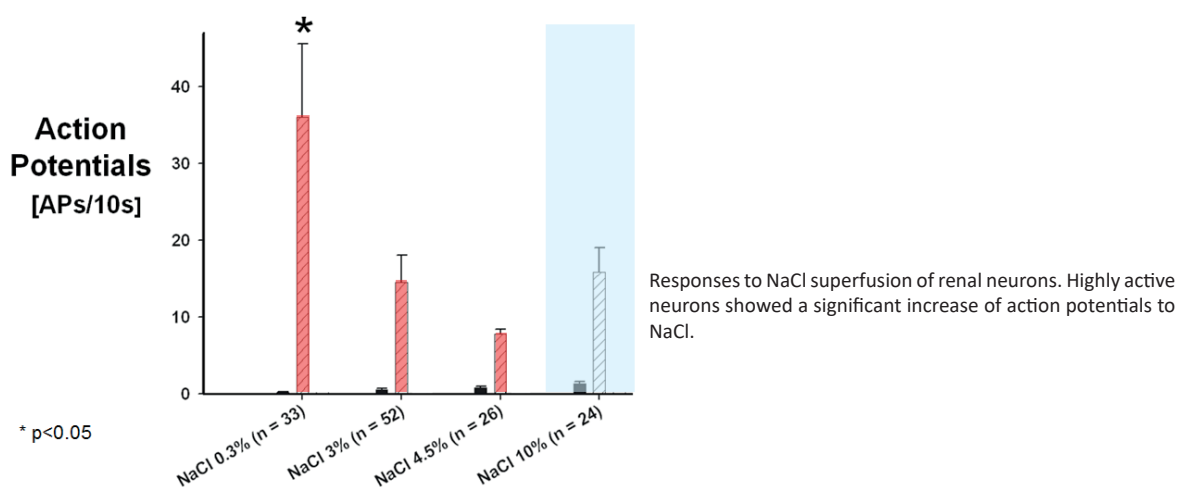 *
Action
Potentials
[APs/10s]
40
30
20
10
0
NaCl 0.3% (n = 33)
NaCl 3% (n = 52)
NaCl 4.5% (n = 26)
NaCl 10% (n = 24)
* p<0.05
Responses to NaCl superfusion of renal neurons. Highly active
neurons showed a significant increase of action potentials to
NaCl.